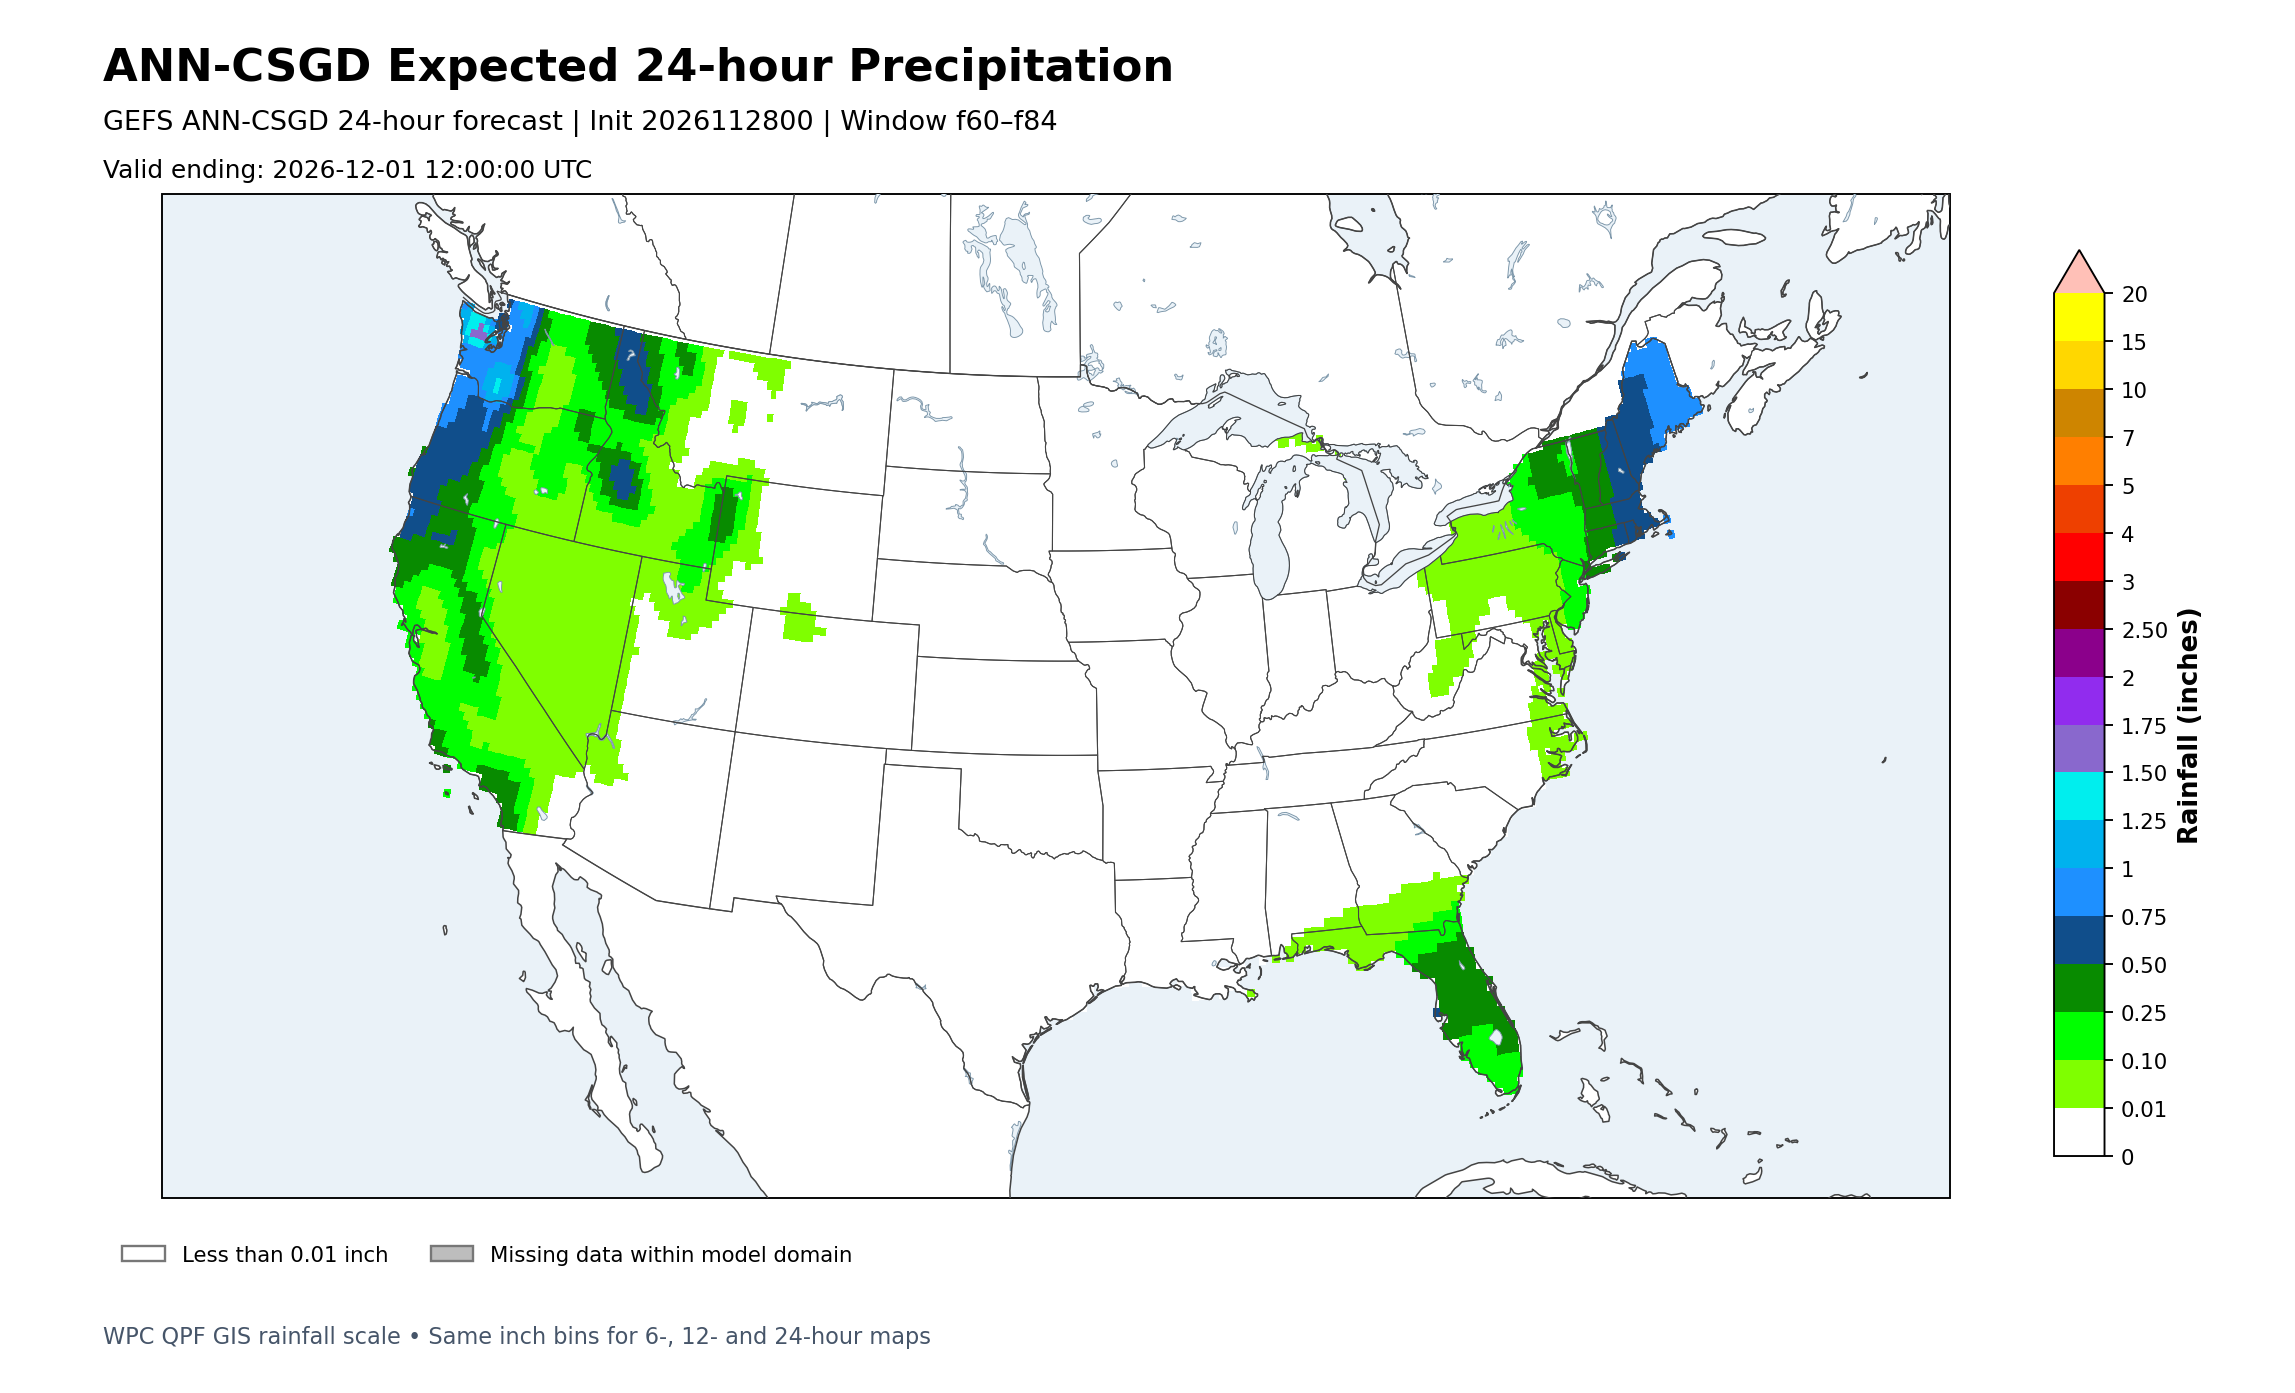 ANN-CSGD Expected 24-hour Precipitation
GEFS ANN-CSGD 24-hour forecast | Init 2026112800 | Window f60–f84
Valid ending: 2026-12-01 12:00:00 UTC
20
15
10
7
5
4
3
2.50
2
1.75
1.50
1.25
1
0.75
0.50
0.25
0.10
0.01
0
Rainfall (inches)
Less than 0.01 inch
Missing data within model domain
WPC QPF GIS rainfall scale • Same inch bins for 6-, 12- and 24-hour maps